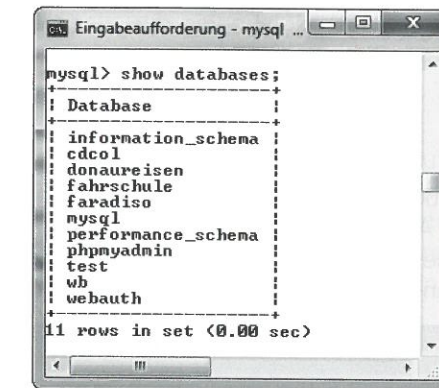 Eingabeaufforderung - mysql ...
mysql> show databases;
+--------------------+
| Database           |
+--------------------+
| information_schema |
| cdcol              |
| donaureisen        |
| fahrschule         |
| faradiso           |
| mysql              |
| performance_schema |
| phpmyadmin         |
| test               |
| wb                 |
| webauth            |
+--------------------+
11 rows in set (0.00 sec)